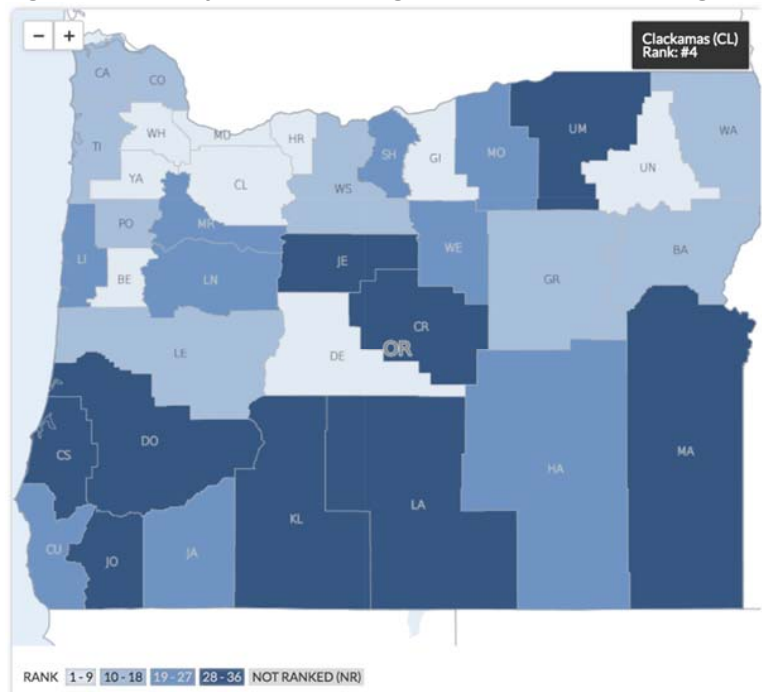 − +
Clackamas (CL)
Rank: #4
CA
CO
WH
MU
HR
TI
SH
GI
MO
UM
WA
YA
CL
WS
UN
PO
MR
LI
BE
LN
JE
WE
GR
BA
CR
OR
LE
DE
CS
DO
HA
MA
KL
LA
CU
JO
JA
RANK 1 - 9 10 - 18 19 - 27 28 - 36 NOT RANKED (NR)